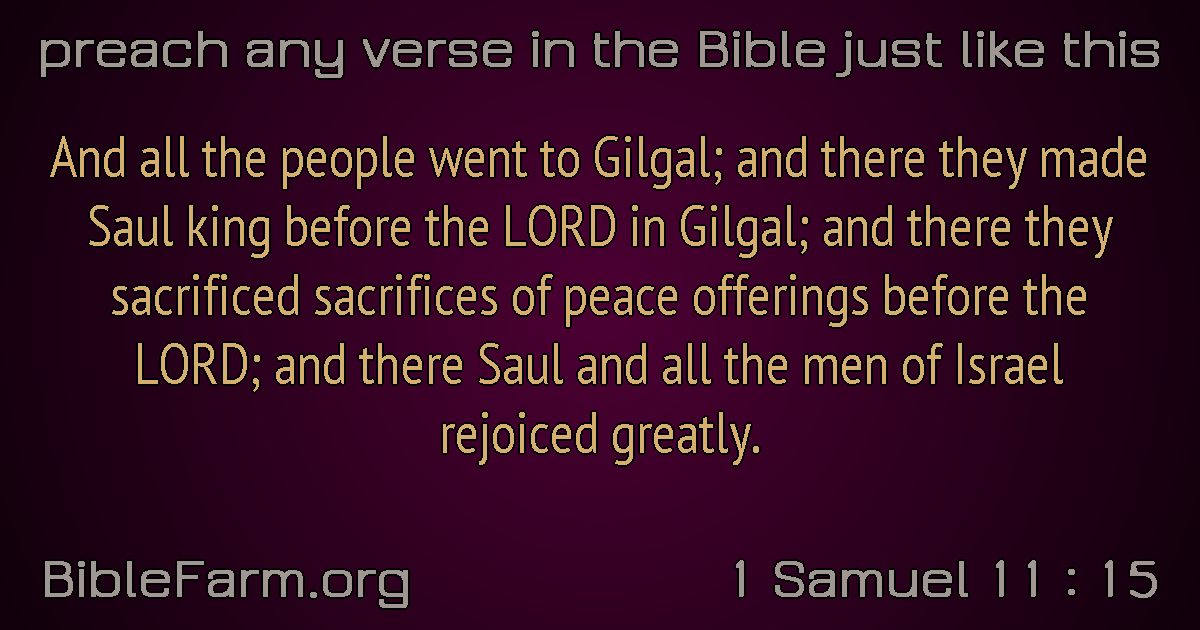 preach any verse in the Bible just like this
And all the people went to Gilgal; and there they made
Saul king before the LORD in Gilgal; and there they
sacrificed sacrifices of peace offerings before the
LORD; and there Saul and all the men of Israel
rejoiced greatly.
BibleFarm.org
1 Samuel 11 : 15